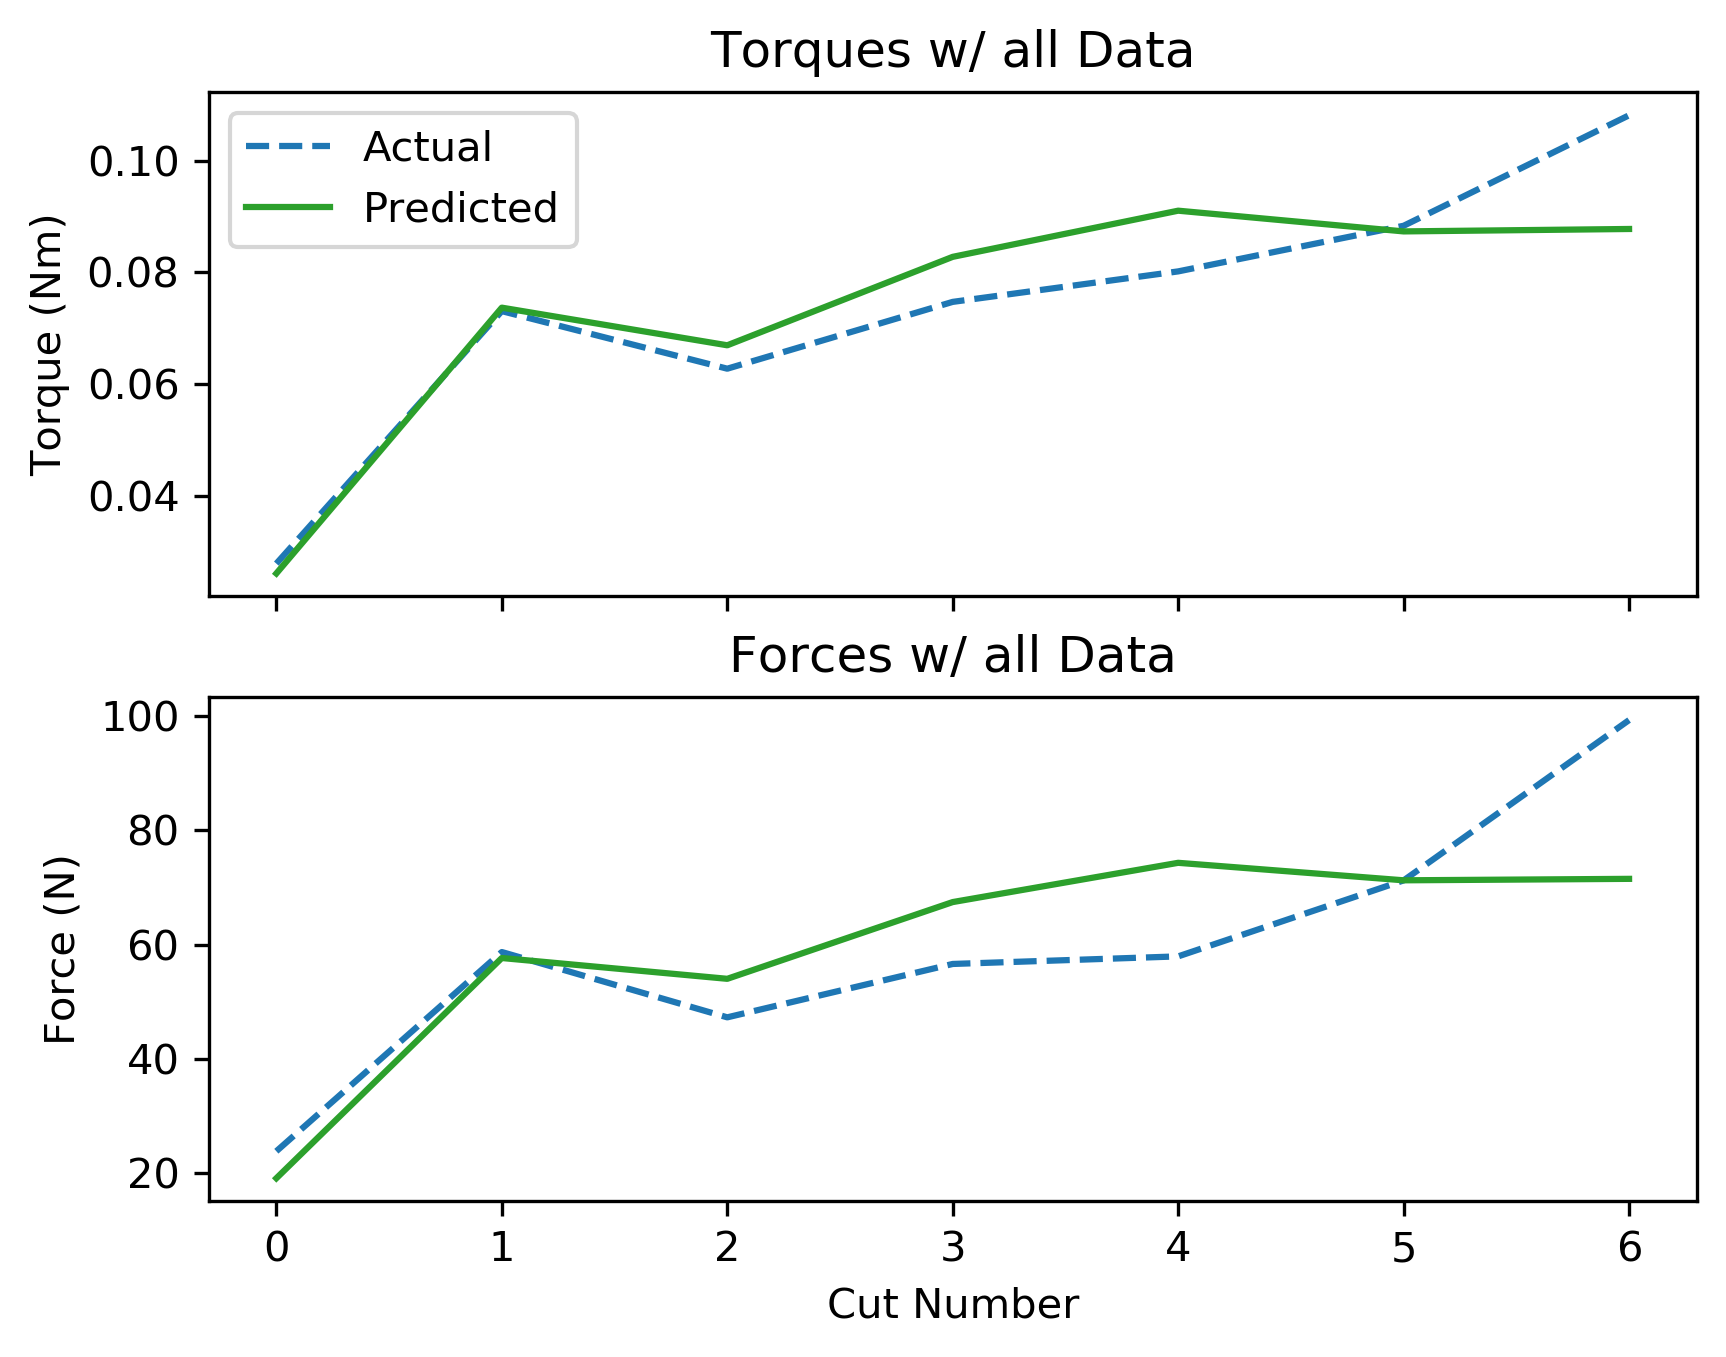 Torques w/ all Data
Actual
Predicted
0.10
0.08
0.06
0.04
Torque (Nm)
Forces w/ all Data
100
80
60
40
20
Force (N)
0 1 2 3 4 5 6
Cut Number